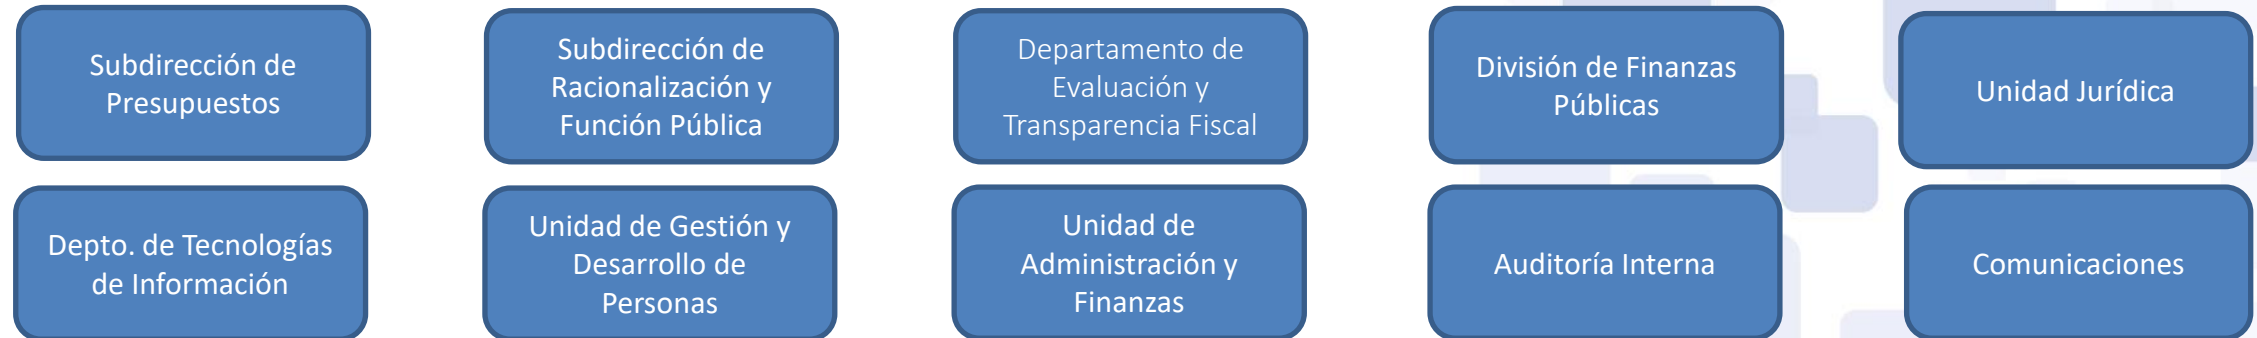 Subdirección de
Presupuestos
Subdirección de
Racionalización y
Función Pública
Departamento de
Evaluación y
Transparencia Fiscal
División de Finanzas
Públicas
Unidad Jurídica
Depto. de Tecnologías
de Información
Unidad de Gestión y
Desarrollo de
Personas
Unidad de
Administración y
Finanzas
Auditoría Interna
Comunicaciones